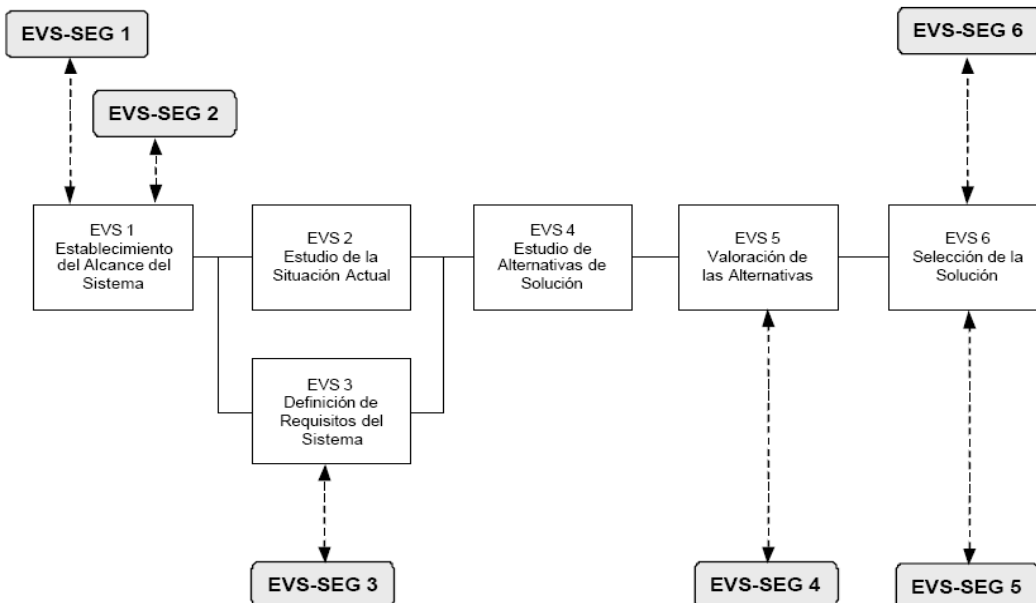 EVS-SEG 1
EVS-SEG 6
EVS-SEG 2
EVS 1
Establecimiento
del Alcance del
Sistema
EVS 2
Estudio de la
Situación Actual
EVS 4
Estudio de
Alternativas de
Solución
EVS 5
Valoración de
las Alternativas
EVS 6
Selección de la
Solución
EVS 3
Definición de
Requisitos del
Sistema
EVS-SEG 3
EVS-SEG 4
EVS-SEG 5